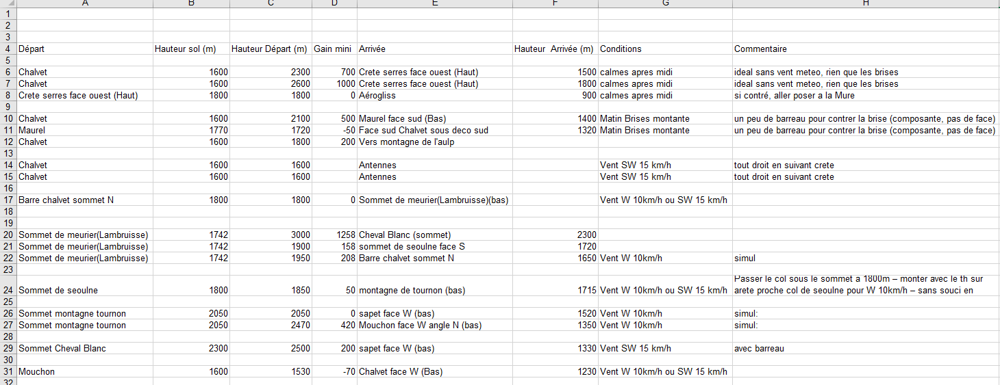 A B C D E F G H
1
2
3
4 Départ Hauteur sol (m) Hauteur Départ (m) Gain mini Arrivée Hauteur Arrivée (m) Conditions Commentaire
5
6 Chalvet 1600 2300 700 Crete serres face ouest (Haut) 1500 calmes apres midi ideal sans vent meteo, rien que les brises
7 Chalvet 1600 2600 1000 Crete serres face ouest (Haut) 1800 calmes apres midi ideal sans vent meteo, rien que les brises
8 Crete serres face ouest (Haut) 1800 1800 0 Aérogliss 900 calmes apres midi si contré, aller poser a la Mure
9
10 Chalvet 1600 2100 500 Maurel face sud (Bas) 1400 Matin Brises montante un peu de barreau pour contrer la brise (composante, pas de face)
11 Maurel 1770 1720 -50 Face sud Chalvet sous deco sud 1320 Matin Brises montante un peu de barreau pour contrer la brise (composante, pas de face)
12 Chalvet 1600 1800 200 Vers montagne de l'aulp
13
14 Chalvet 1600 1600 Antennes Vent SW 15 km/h tout droit en suivant crete
15 Chalvet 1600 1600 Antennes Vent SW 15 km/h tout droit en suivant crete
16
17 Barre chalvet sommet N 1800 1800 0 Sommet de meurier(Lambruisse)(bas) Vent W 10km/h ou SW 15 km/h
18
19
20 Sommet de meurier(Lambruisse) 1742 3000 1258 Cheval Blanc (sommet) 2300
21 Sommet de meurier(Lambruisse) 1742 1900 158 sommet de seoulne face S 1720
22 Sommet de meurier(Lambruisse) 1742 1950 208 Barre chalvet sommet N 1650 Vent W 10km/h simul
23
Passer le col sous le sommet a 1800m – monter avec le th sur
24 Sommet de seoulne 1800 1850 50 montagne de tournon (bas) 1715 Vent W 10km/h ou SW 15 km/h arete proche col de seoulne pour W 10km/h – sans souci en
25
26 Sommet montagne tournon 2050 2050 0 sapet face W (bas) 1520 Vent W 10km/h simul:
27 Sommet montagne tournon 2050 2470 420 Mouchon face W angle N (bas) 1350 Vent W 10km/h simul:
28
29 Sommet Cheval Blanc 2300 2500 200 sapet face W (bas) 1330 Vent SW 15 km/h avec barreau
30
31 Mouchon 1600 1530 -70 Chalvet face W (Bas) 1230 Vent W 10km/h ou SW 15 km/h
32